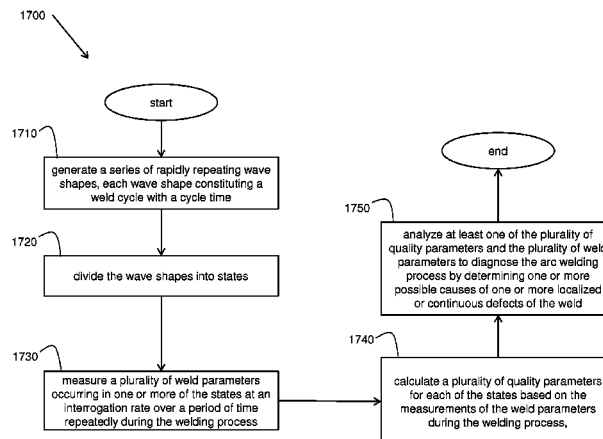 1700
start
1710
generate a series of rapidly repeating wave
shapes, each wave shape constituting a
weld cycle with a cycle time
1720
divide the wave shapes into states
1730
measure a plurality of weld parameters
occurring in one or more of the states at an
interrogation rate over a period of time
repeatedly during the welding process
1740
calculate a plurality of quality parameters
for each of the states based on the
measurements of the weld parameters
during the welding process,
1750
analyze at least one of the plurality of
quality parameters and the plurality of weld
parameters to diagnose the arc welding
process by determining one or more
possible causes of one or more localized
or continuous defects of the weld
end